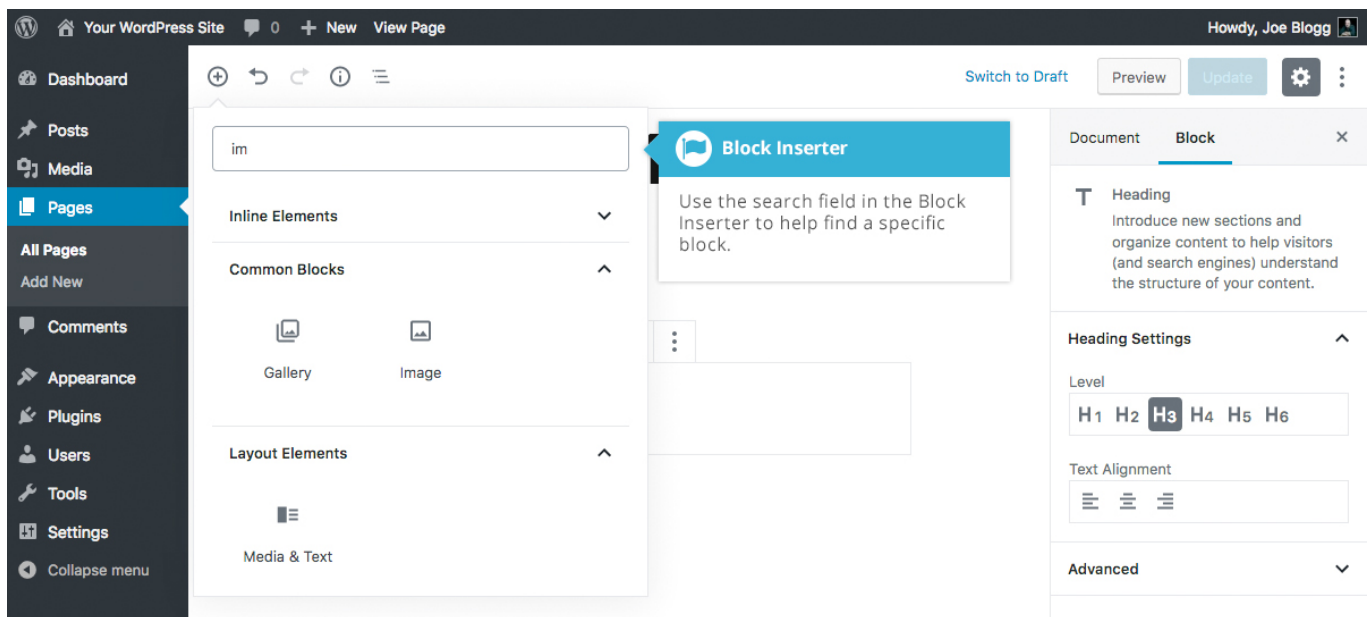 Your WordPress Site 0 New View Page Howdy, Joe Blogg
Dashboard
Posts
Media
Pages
All Pages
Add New
Comments
Appearance
Plugins
Users
Tools
Settings
Collapse menu
Switch to Draft Preview Update
im
Inline Elements
Common Blocks
Gallery Image
Layout Elements
Media & Text
Block Inserter
Use the search field in the Block
Inserter to help find a specific
block.
Document Block
Heading
Introduce new sections and
organize content to help visitors
(and search engines) understand
the structure of your content.
Heading Settings
Level
H1 H2 H3 H4 H5 H6
Text Alignment
Advanced